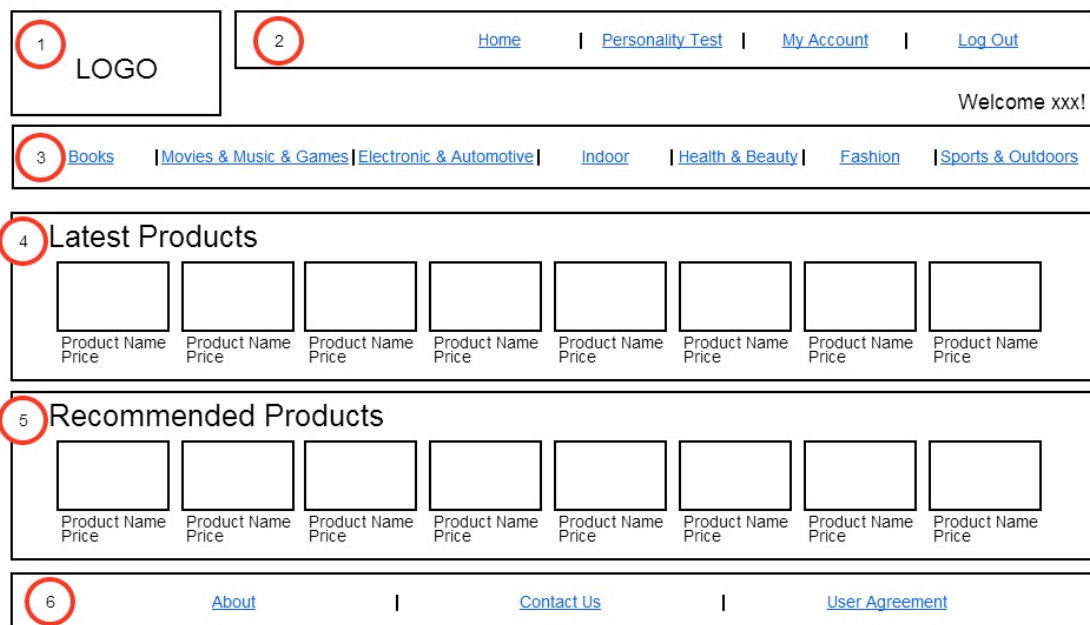 1
LOGO
2
Home | Personality Test | My Account | Log Out
Welcome xxx!
3
Books | Movies & Music & Games | Electronic & Automotive | Indoor | Health & Beauty | Fashion | Sports & Outdoors
4
Latest Products
Product Name Product Name Product Name Product Name Product Name Product Name Product Name Product Name
Price Price Price Price Price Price Price Price
5
Recommended Products
Product Name Product Name Product Name Product Name Product Name Product Name Product Name Product Name
Price Price Price Price Price Price Price Price
6
About | Contact Us | User Agreement